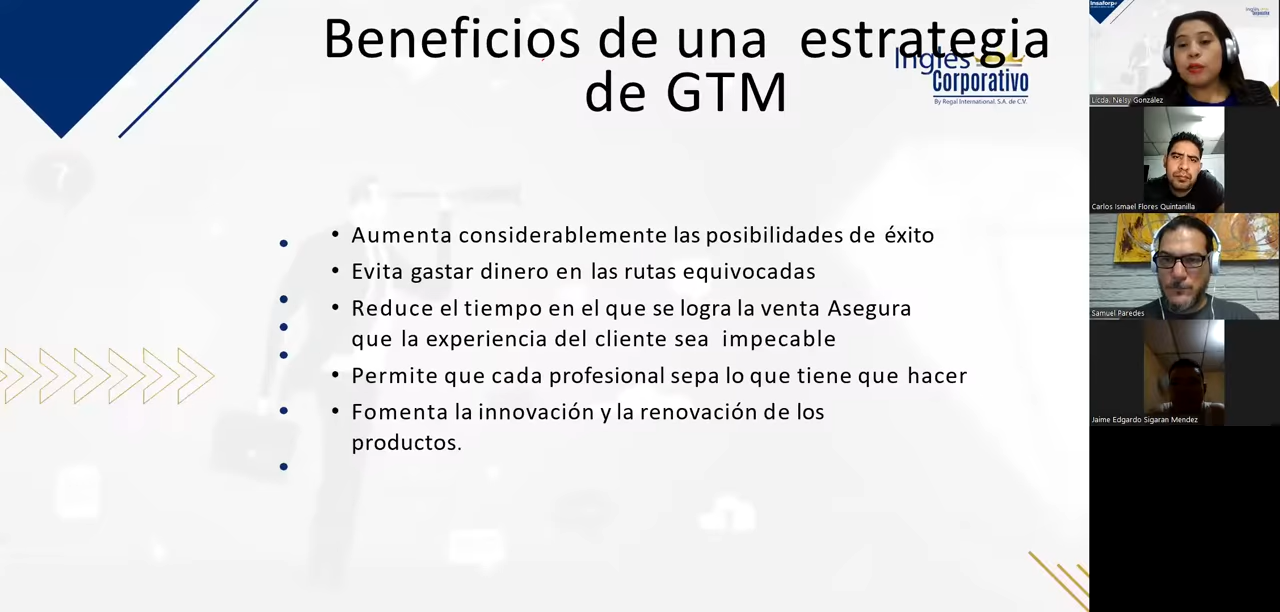 Beneficios de una estrategia
de GTM
Ingles
Corporativo
By Regal International, S.A. de C.V.
• Aumenta considerablemente las posibilidades de éxito
• Evita gastar dinero en las rutas equivocadas
• Reduce el tiempo en el que se logra la venta Asegura
que la experiencia del cliente sea impecable
• Permite que cada profesional sepa lo que tiene que hacer
• Fomenta la innovación y la renovación de los
productos.
Insaforp
Licda. Nelsy González
Carlos Ismael Flores Quintanilla
Samuel Paredes
Jaime Edgardo Sigaran Mendez